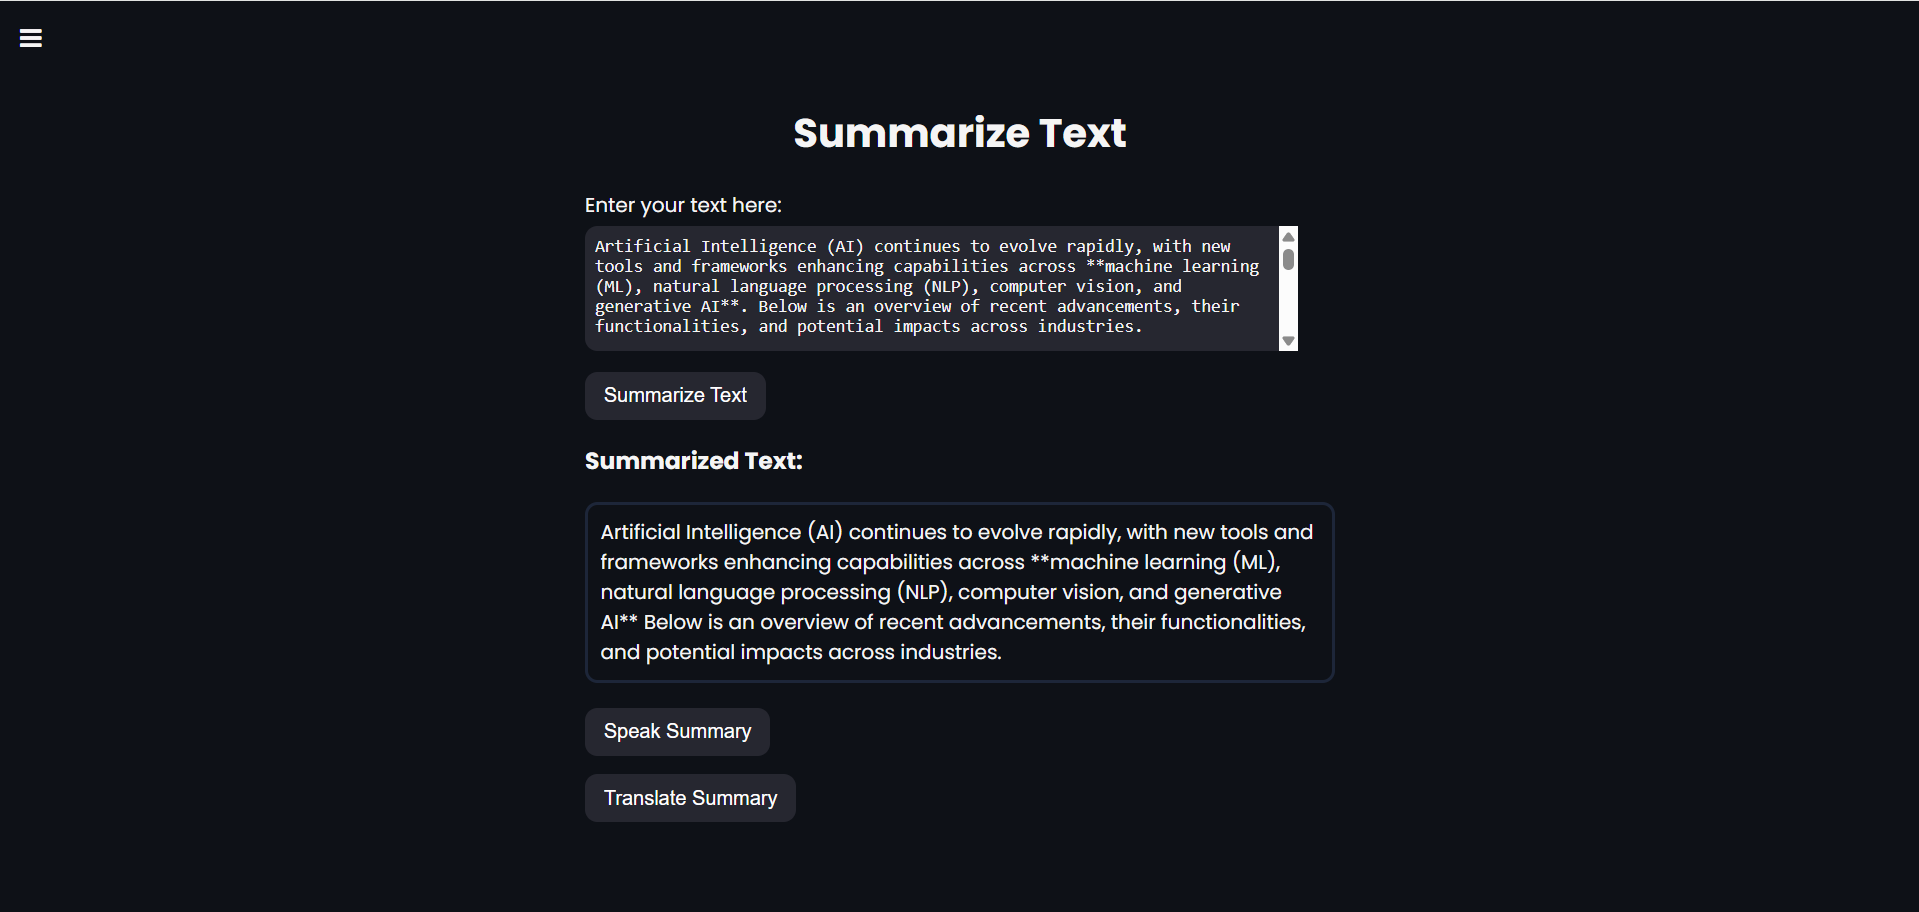 Summarize Text
Enter your text here:
Artificial Intelligence (AI) continues to evolve rapidly, with new
tools and frameworks enhancing capabilities across **machine learning
(ML), natural language processing (NLP), computer vision, and
generative AI**. Below is an overview of recent advancements, their
functionalities, and potential impacts across industries.
Summarize Text
Summarized Text:
Artificial Intelligence (AI) continues to evolve rapidly, with new tools and
frameworks enhancing capabilities across **machine learning (ML),
natural language processing (NLP), computer vision, and generative
AI** Below is an overview of recent advancements, their functionalities,
and potential impacts across industries.
Speak Summary
Translate Summary